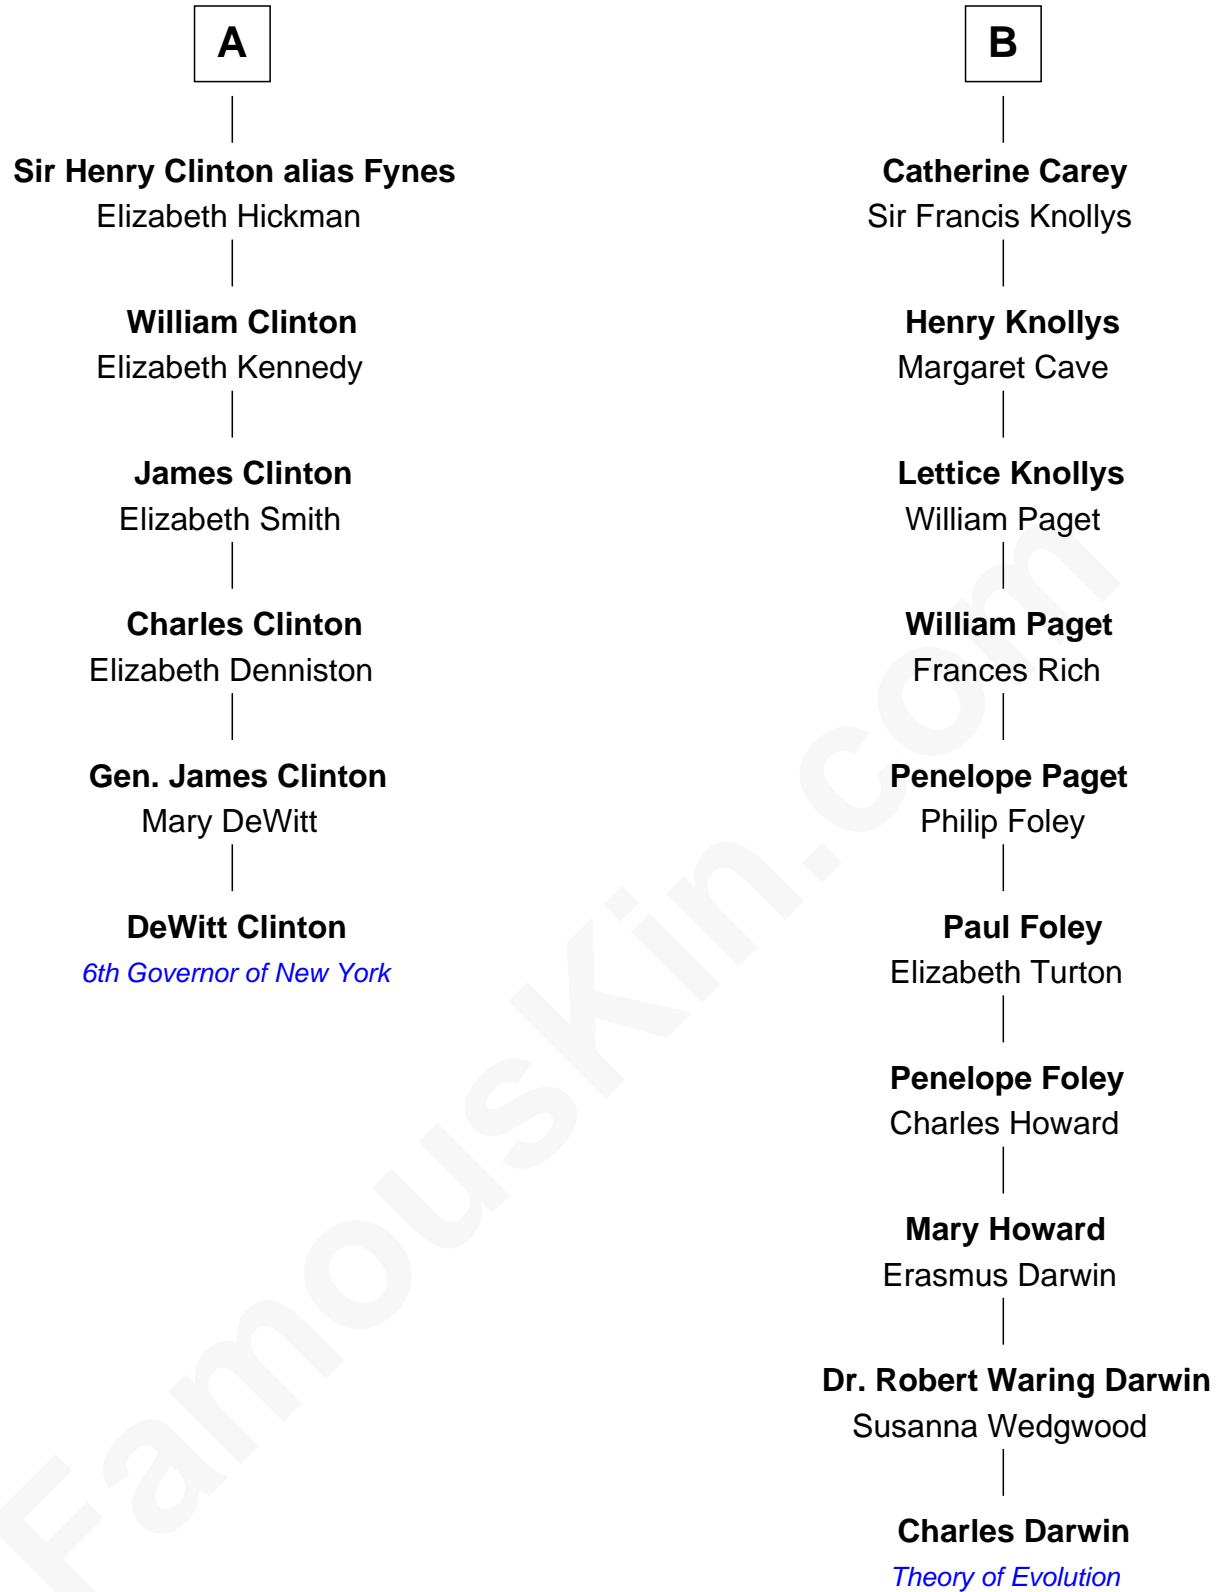 A
Sir Henry Clinton alias Fynes
Elizabeth Hickman
William Clinton
Elizabeth Kennedy
James Clinton
Elizabeth Smith
Charles Clinton
Elizabeth Denniston
Gen. James Clinton
Mary DeWitt
DeWitt Clinton
6th Governor of New York
B
Catherine Carey
Sir Francis Knollys
Henry Knollys
Margaret Cave
Lettice Knollys
William Paget
William Paget
Frances Rich
Penelope Paget
Philip Foley
Paul Foley
Elizabeth Turton
Penelope Foley
Charles Howard
Mary Howard
Erasmus Darwin
Dr. Robert Waring Darwin
Susanna Wedgwood
Charles Darwin
Theory of Evolution
FamousKin.com